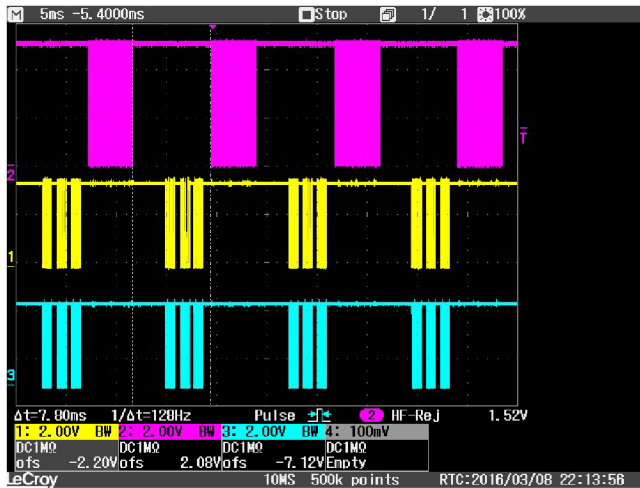 M 5ms -5.4000ms Stop 1/ 1 100%
T
2
1
3
Δt=7.80ms 1/Δt=128Hz Pulse 2 HF-Rej 1.52V
1: 2.00V BW 2: 2.00V BW 3: 2.00V BW 4: 100mV
DC1MΩ DC1MΩ DC1MΩ DC1MΩ
ofs -2.20V ofs 2.08V ofs -7.12V Empty
LeCroy 10MS 500k points RTC:2016/03/08 22:13:56